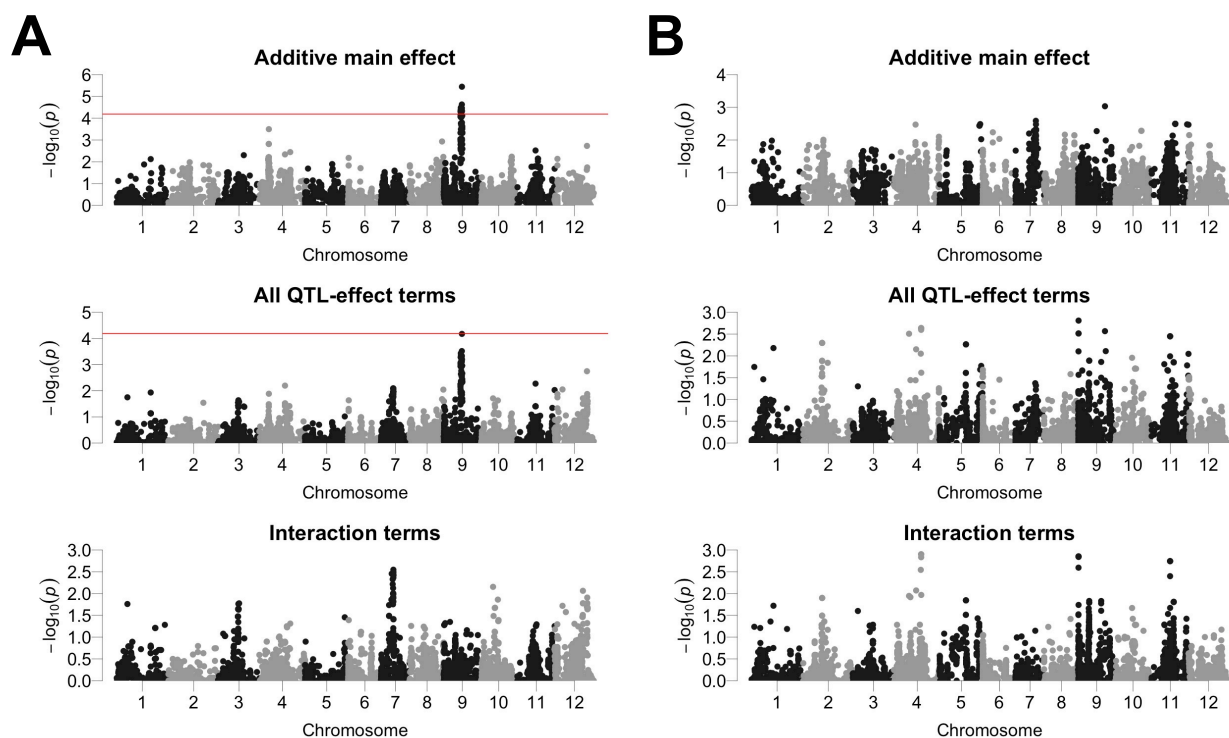 A
B
Additive main effect
−log10(p)
6
5
4
3
2
1
0
1 2 3 4 5 6 7 8 9 10 11 12
Chromosome
Additive main effect
−log10(p)
4
3
2
1
0
1 2 3 4 5 6 7 8 9 10 11 12
Chromosome
All QTL-effect terms
−log10(p)
5
4
3
2
1
0
1 2 3 4 5 6 7 8 9 10 11 12
Chromosome
All QTL-effect terms
−log10(p)
3.0
2.5
2.0
1.5
1.0
0.5
0.0
1 2 3 4 5 6 7 8 9 10 11 12
Chromosome
Interaction terms
−log10(p)
3.0
2.5
2.0
1.5
1.0
0.5
0.0
1 2 3 4 5 6 7 8 9 10 11 12
Chromosome
Interaction terms
−log10(p)
3.0
2.5
2.0
1.5
1.0
0.5
0.0
1 2 3 4 5 6 7 8 9 10 11 12
Chromosome